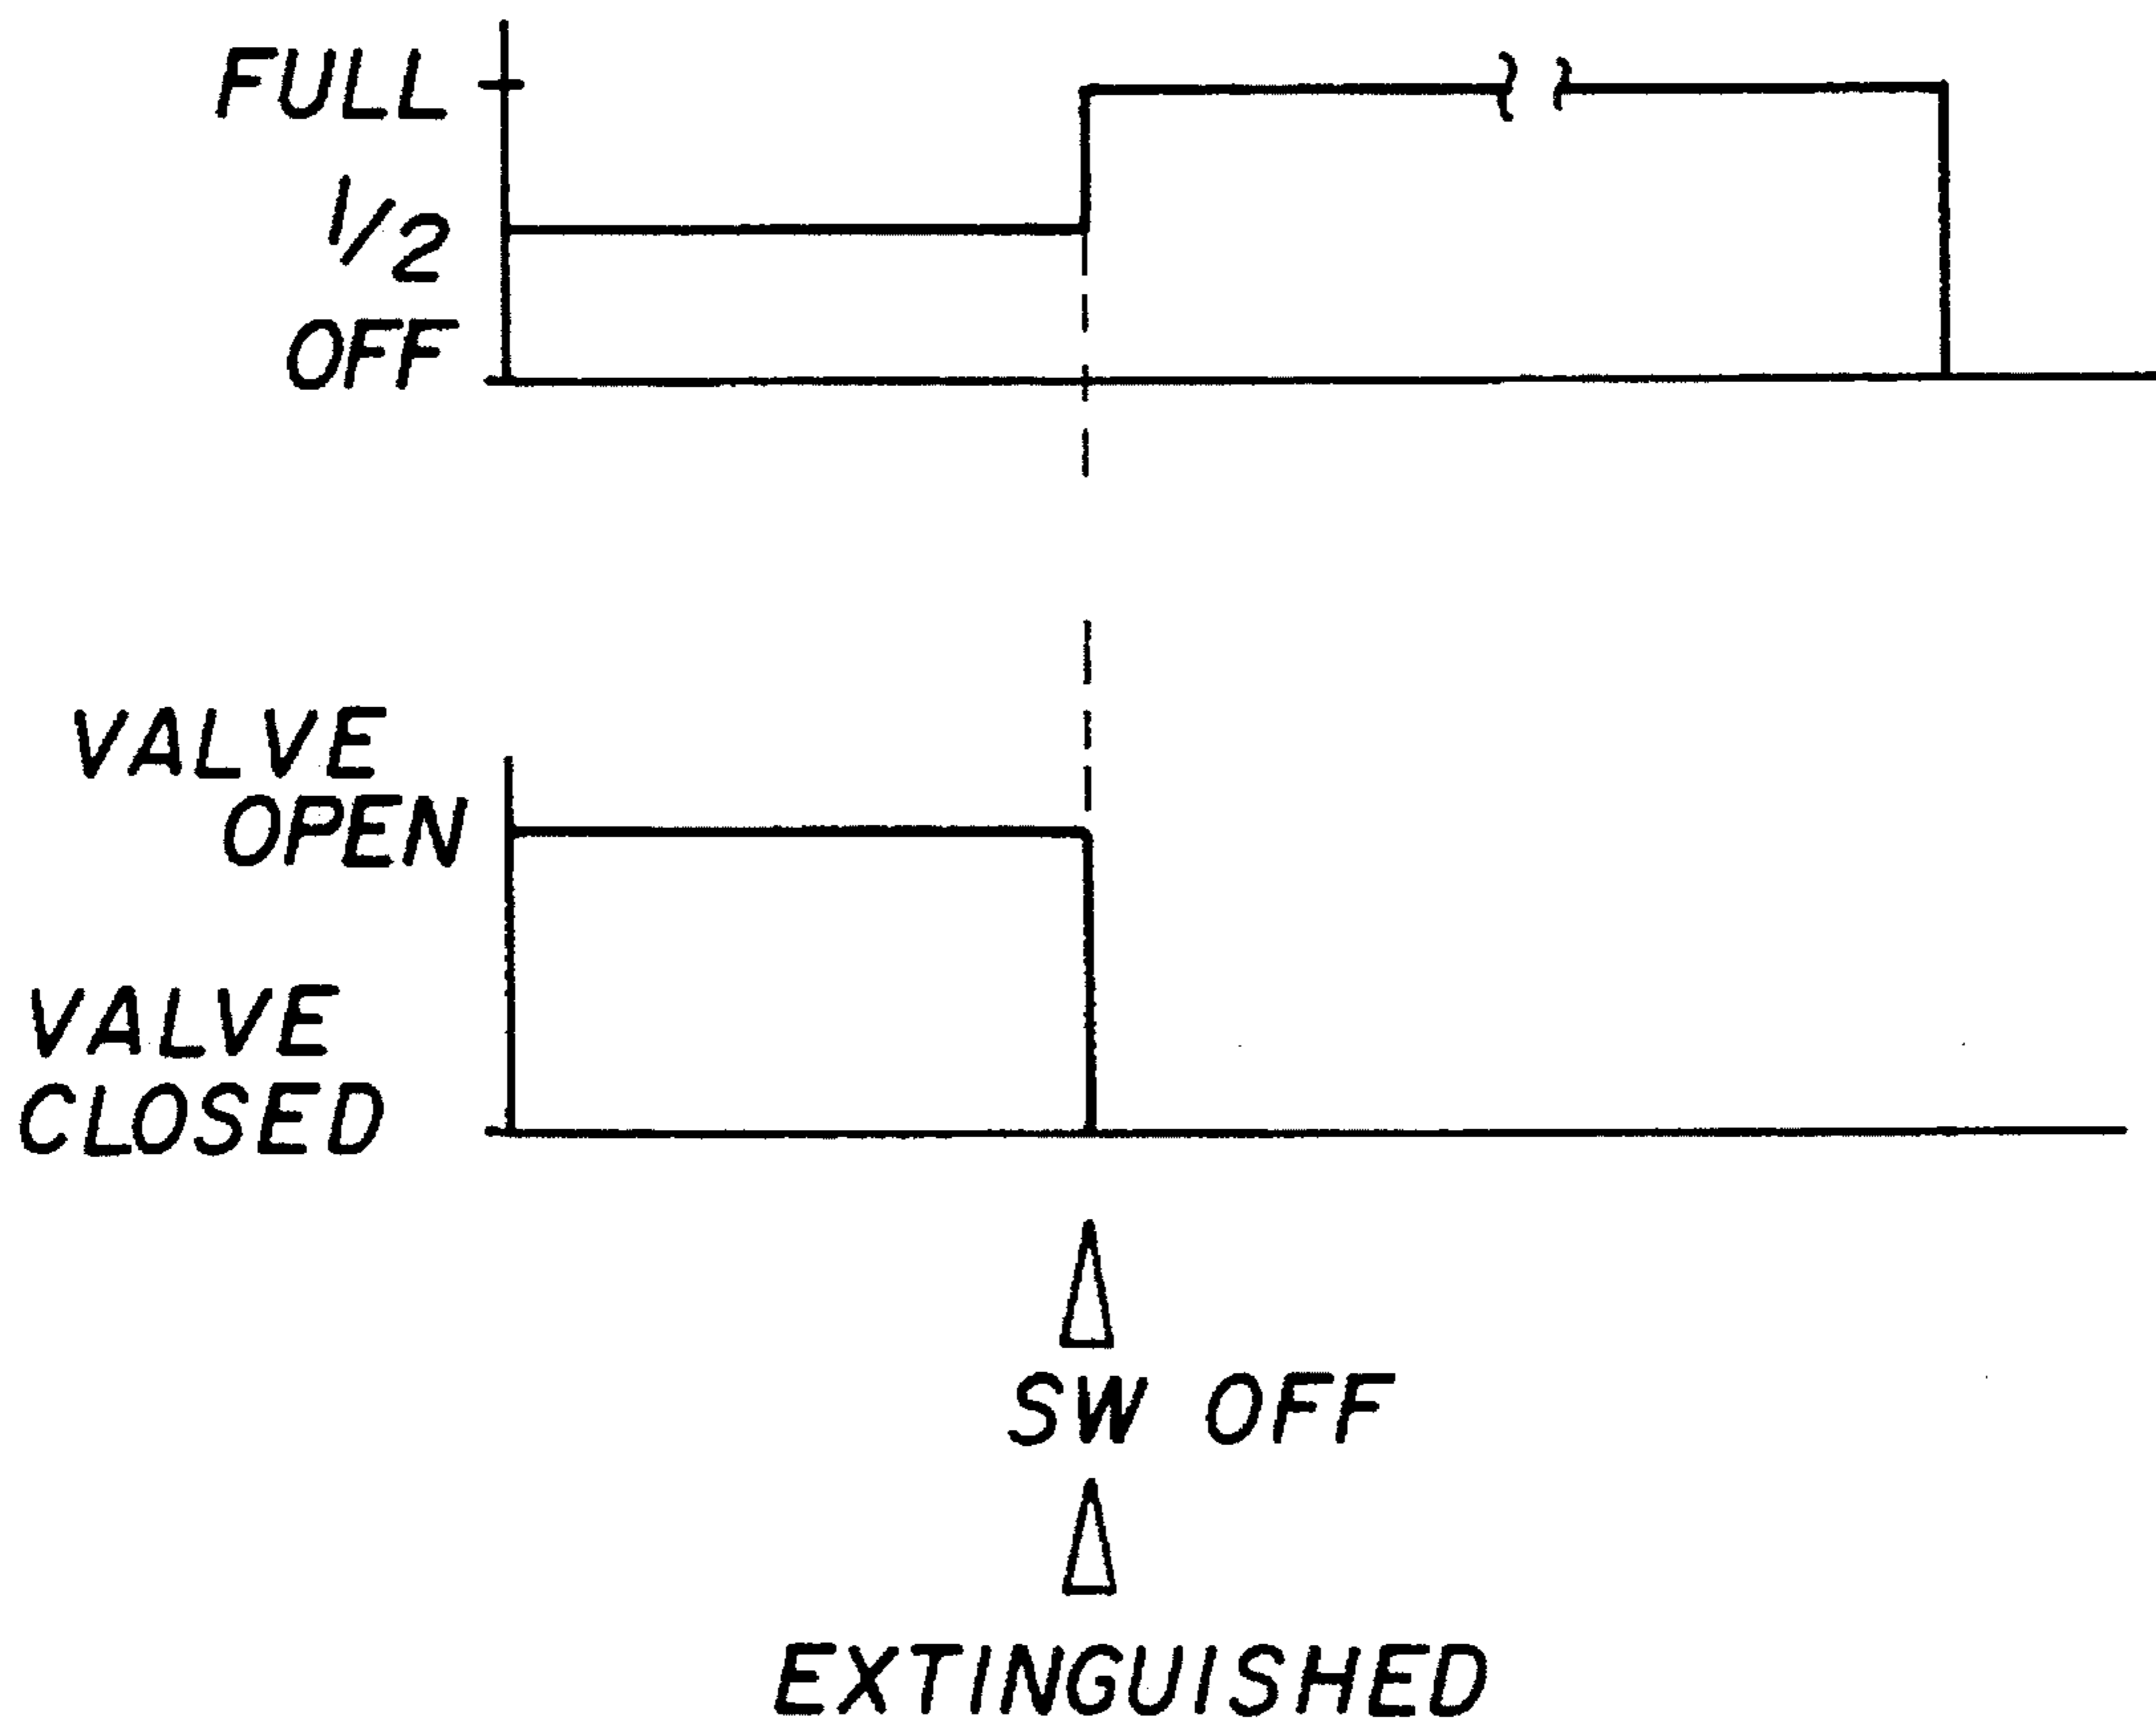 FULL
1/2
OFF
VALVE
OPEN
VALVE
CLOSED
SW OFF
EXTINGUISHED